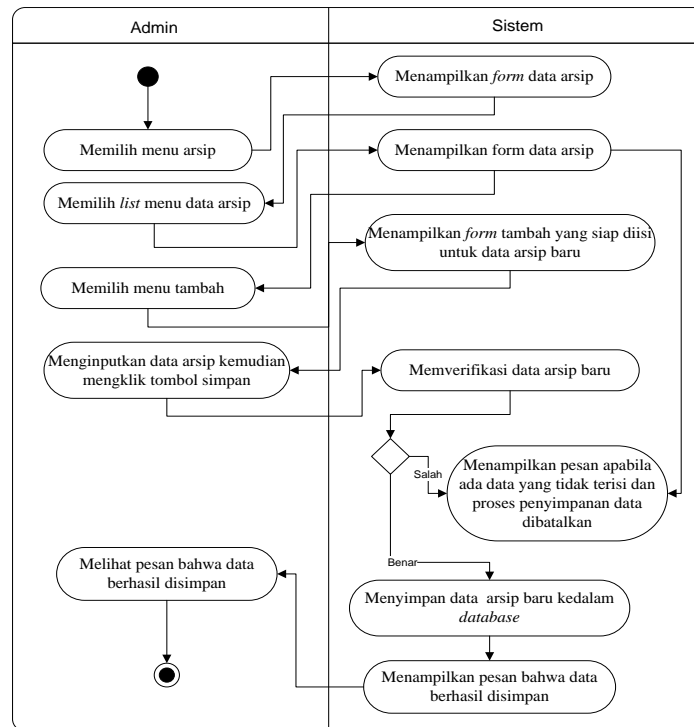 Admin
Sistem
Menampilkan form data arsip
Memilih menu arsip
Menampilkan form data arsip
Memilih list menu data arsip
Menampilkan form tambah yang siap diisi
untuk data arsip baru
Memilih menu tambah
Menginputkan data arsip kemudian
mengklik tombol simpan
Memverifikasi data arsip baru
Salah
Menampilkan pesan apabila
ada data yang tidak terisi dan
proses penyimpanan data
dibatalkan
Benar
Melihat pesan bahwa data
berhasil disimpan
Menyimpan data arsip baru kedalam
database
Menampilkan pesan bahwa data
berhasil disimpan